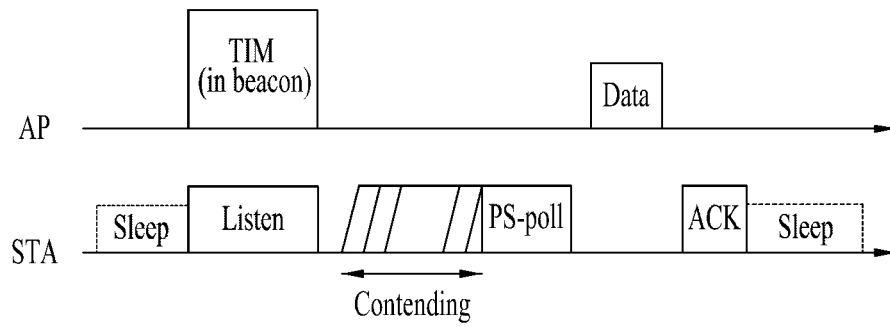 TIM
(in beacon)
Data
AP
Sleep
Listen
PS-poll
ACK
Sleep
STA
Contending